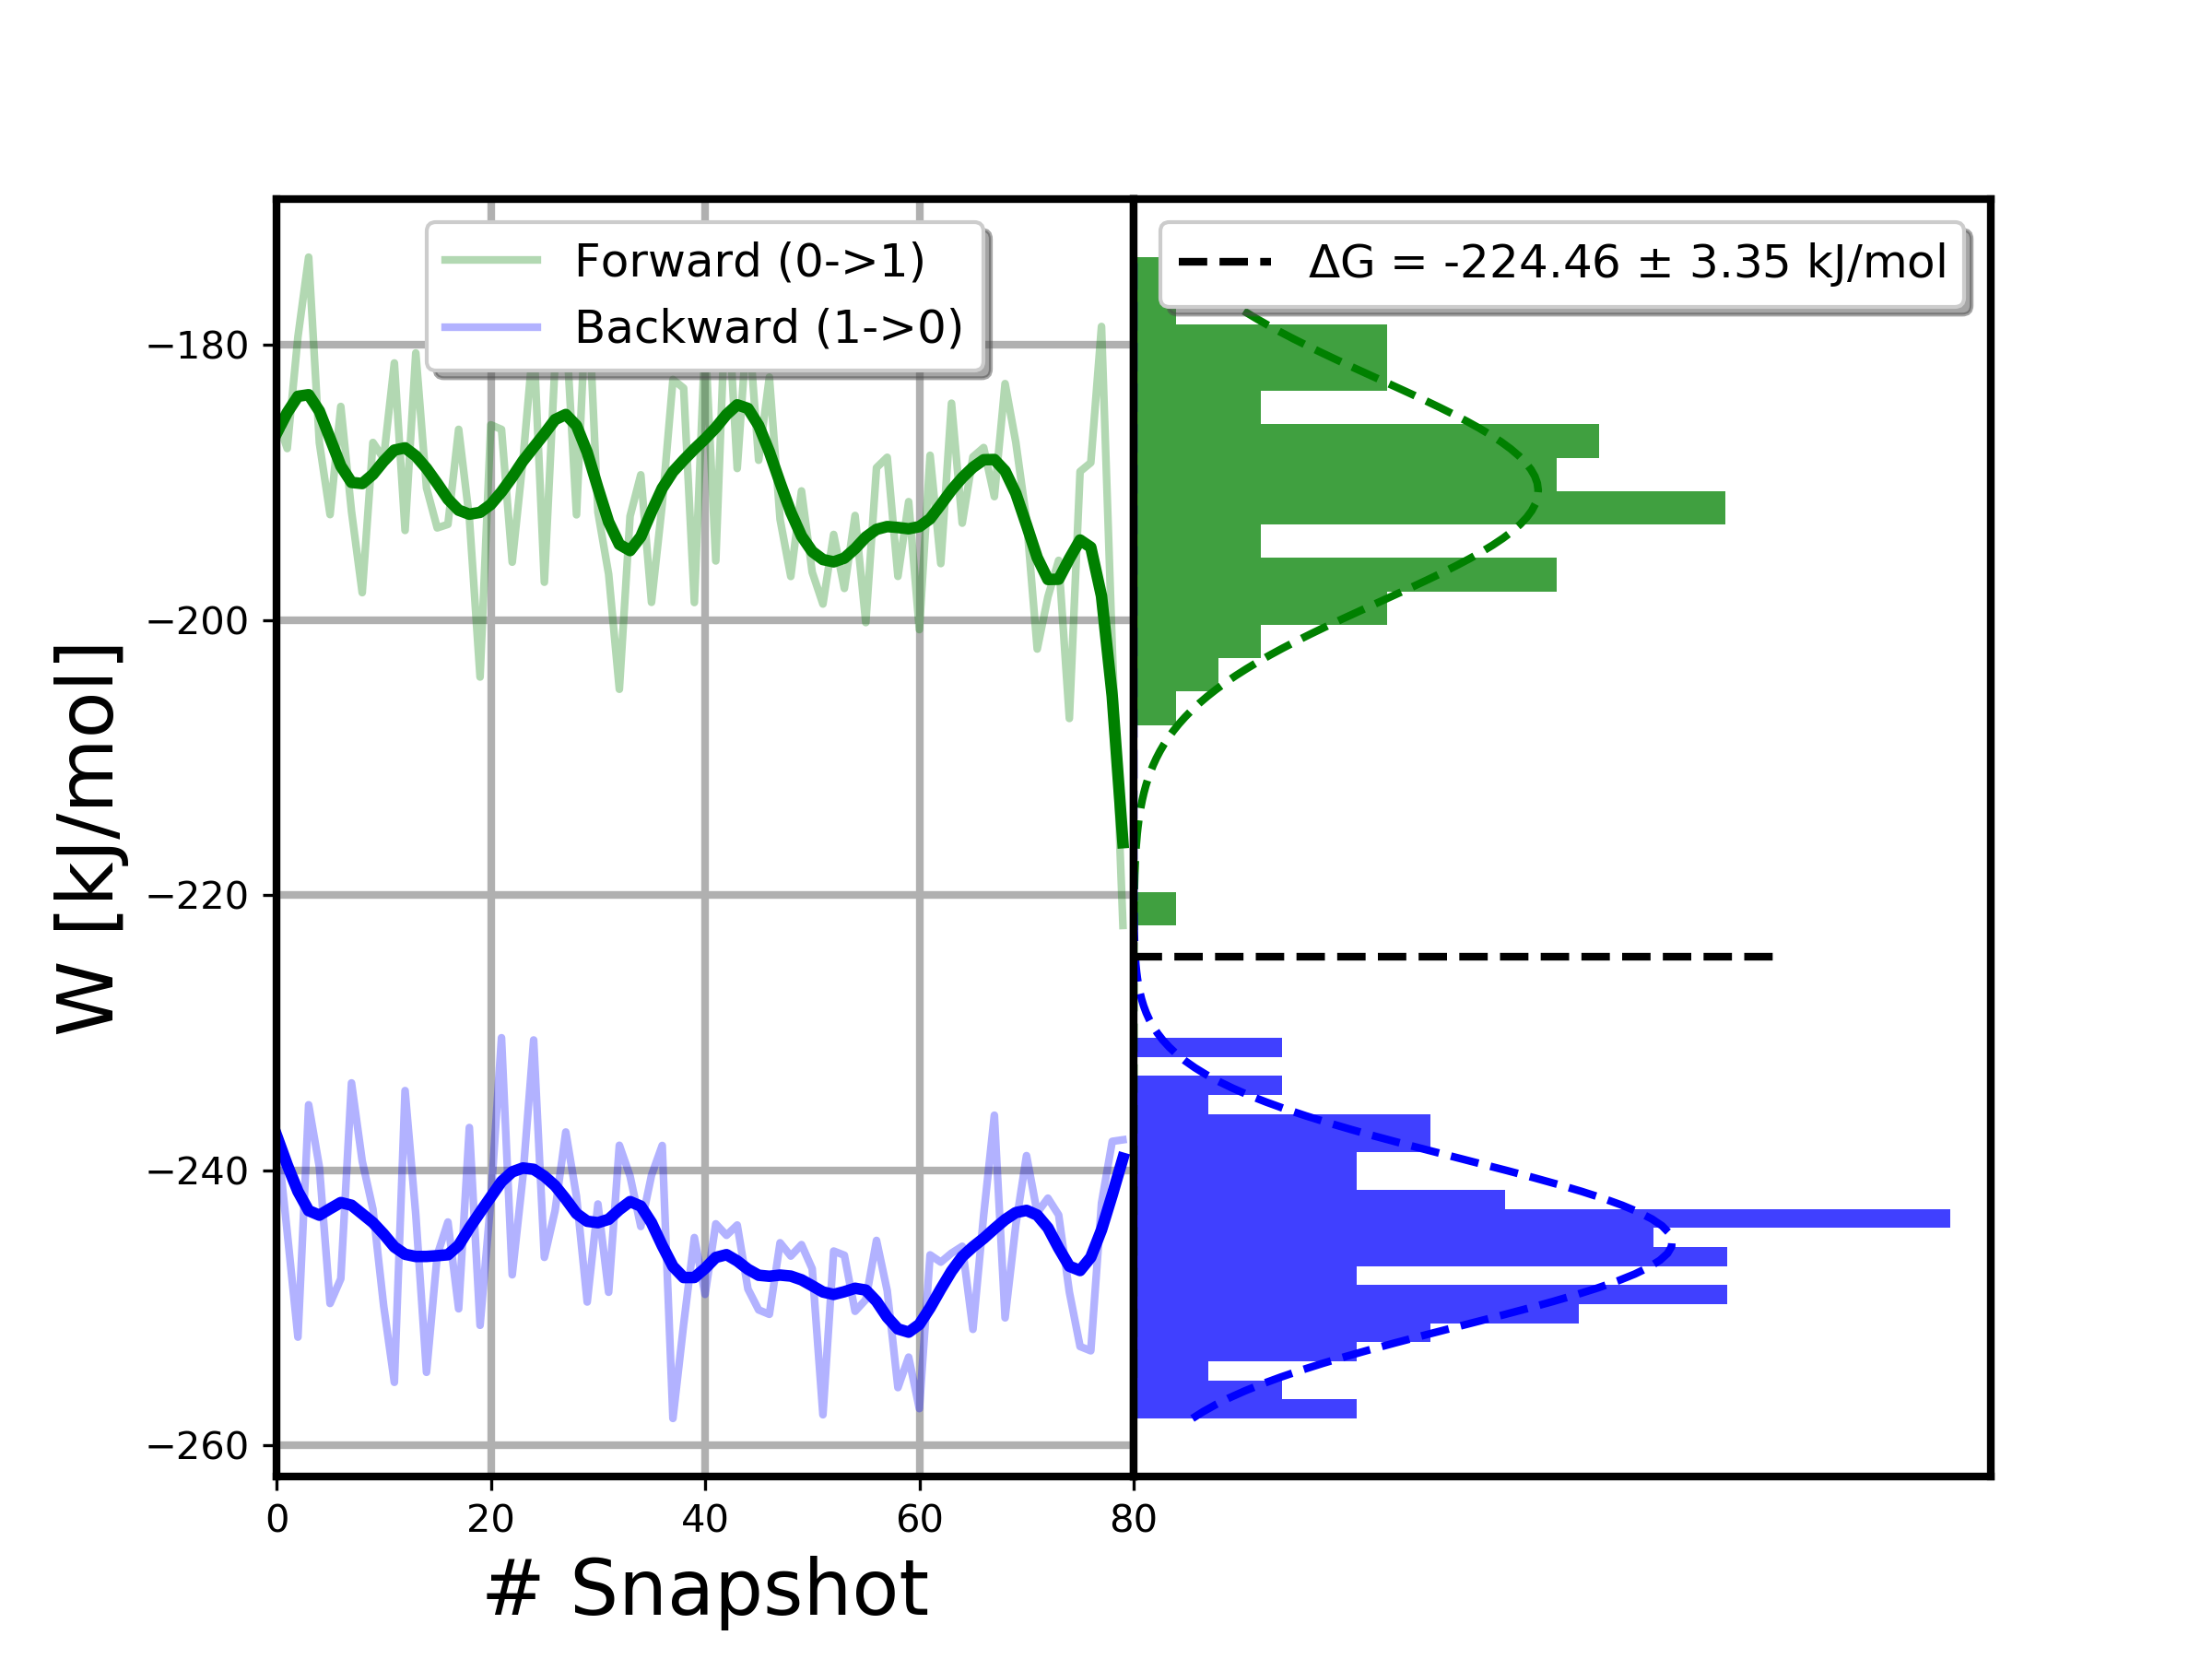 Forward (0->1)
Backward (1->0)
ΔG = -224.46 ± 3.35 kJ/mol
W [kJ/mol]
−180
−200
−220
−240
−260
0
20
40
60
80
# Snapshot